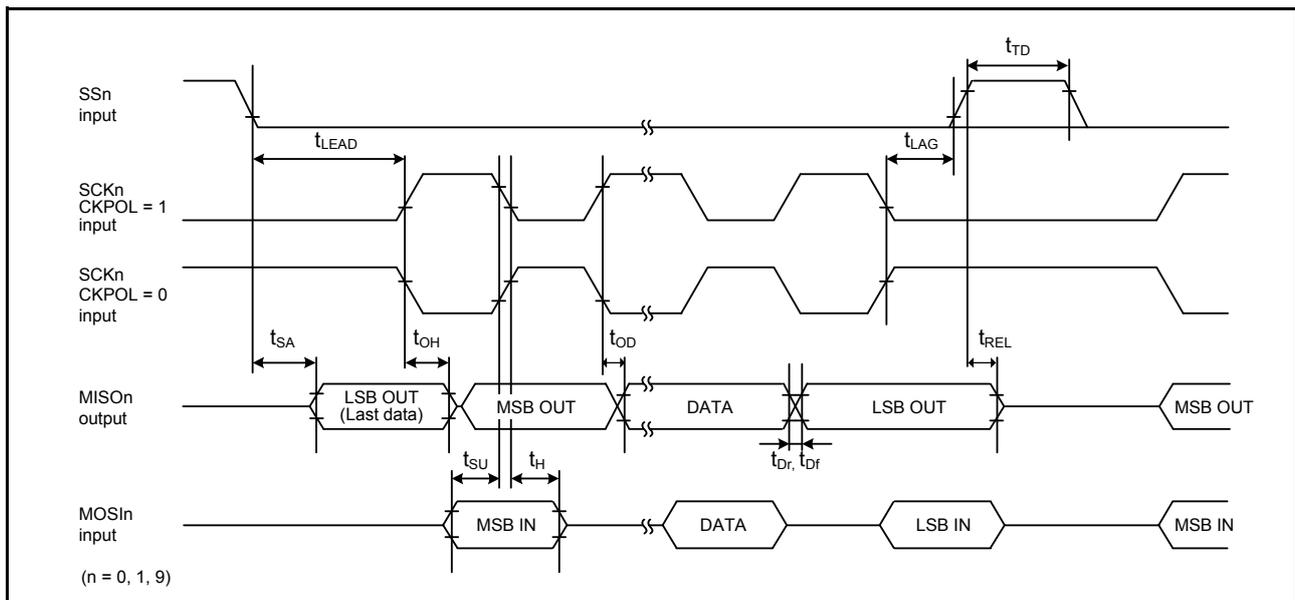 tTD
SSn
input
tLEAD
tLAG
SCKn
CKPOL = 1
input
SCKn
CKPOL = 0
input
tSA
tOH
tOD
tREL
MISOn
output
LSB OUT
(Last data)
MSB OUT
DATA
LSB OUT
MSB OUT
tSU
tH
tDr, tDf
MOSIn
input
MSB IN
DATA
LSB IN
MSB IN
(n = 0, 1, 9)